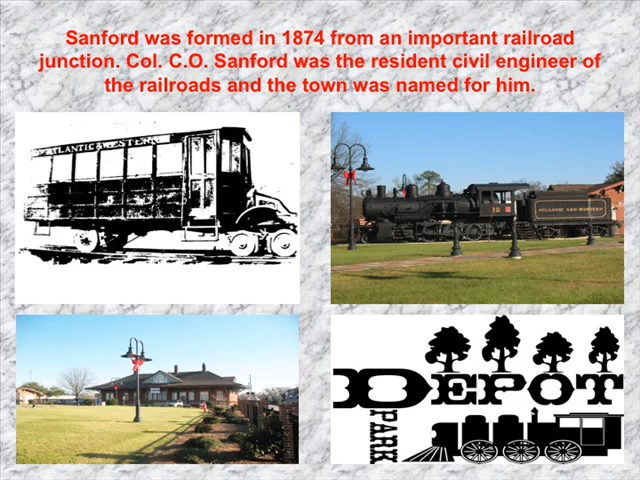 Sanford was formed in 1874 from an important railroad
junction. Col. C.O. Sanford was the resident civil engineer of
the railroads and the town was named for him.
ATLANTIC & WESTERN
12
ATLANTIC AND WESTERN
DEPOT
PARK